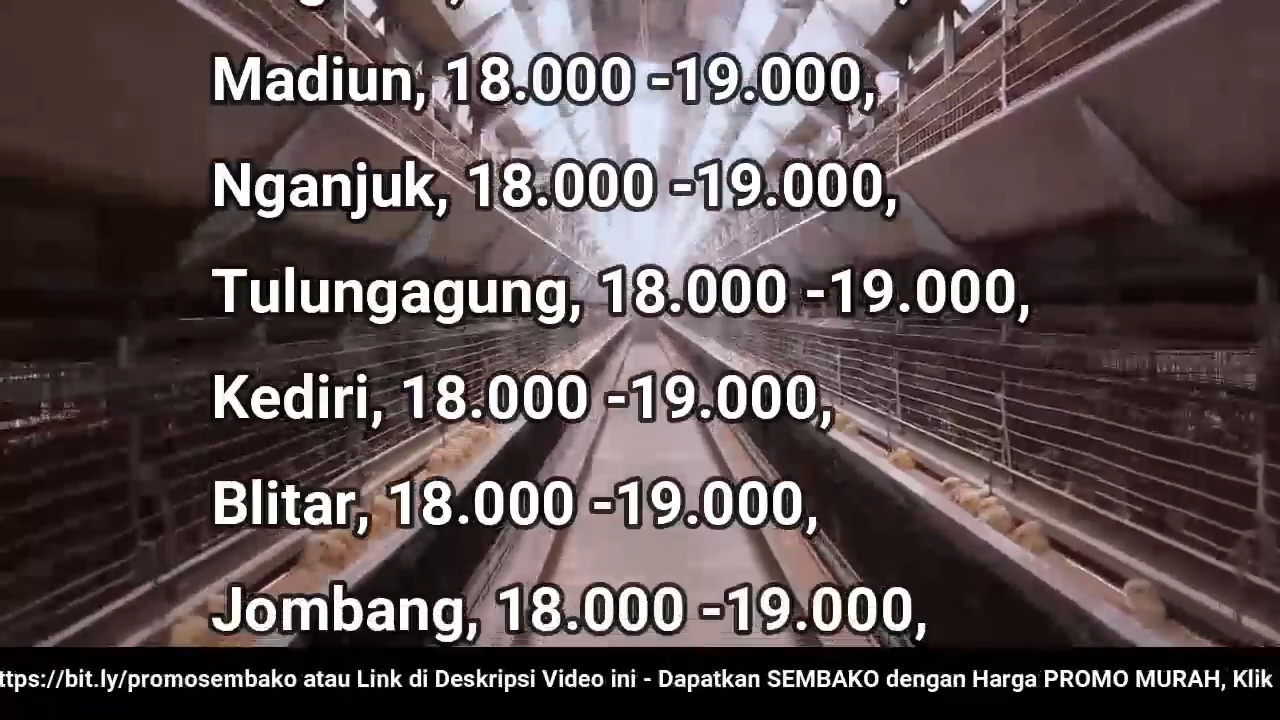 Madiun, 18.000 -19.000,
Nganjuk, 18.000 -19.000,
Tulungagung, 18.000 -19.000,
Kediri, 18.000 -19.000,
Blitar, 18.000 -19.000,
Jombang, 18.000 -19.000,
ttps://bit.ly/promosembako atau Link di Deskripsi Video ini - Dapatkan SEMBAKO dengan Harga PROMO MURAH, Klik